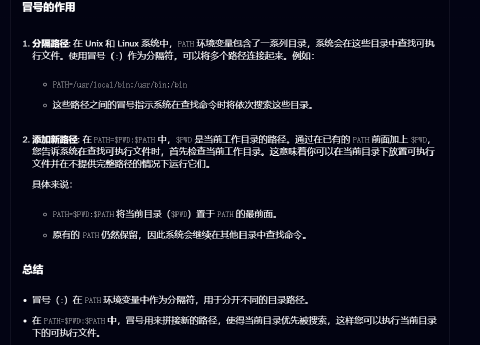 冒号的作用
1. 分隔路径: 在 Unix 和 Linux 系统中，PATH 环境变量包含了一系列目录，系统会在这些目录中查找可执
行文件。使用冒号（:）作为分隔符，可以将多个路径连接起来。例如：
○ PATH=/usr/local/bin:/usr/bin:/bin
○ 这些路径之间的冒号指示系统在查找命令时将依次搜索这些目录。
2. 添加新路径: 在 PATH=$PWD:$PATH 中，$PWD 是当前工作目录的路径。通过在已有的 PATH 前面加上 $PWD，
您告诉系统在查找可执行文件时，首先检查当前工作目录。这意味着你可以在当前目录下放置可执行
文件并在不提供完整路径的情况下运行它们。
具体来说：
○ PATH=$PWD:$PATH 将当前目录（$PWD）置于 PATH 的最前面。
○ 原有的 PATH 仍然保留，因此系统会继续在其他目录中查找命令。
总结
• 冒号（:）在 PATH 环境变量中作为分隔符，用于分开不同的目录路径。
• 在 PATH=$PWD:$PATH 中，冒号用来拼接新的路径，使得当前目录优先被搜索，这样您可以执行当前目录
下的可执行文件。